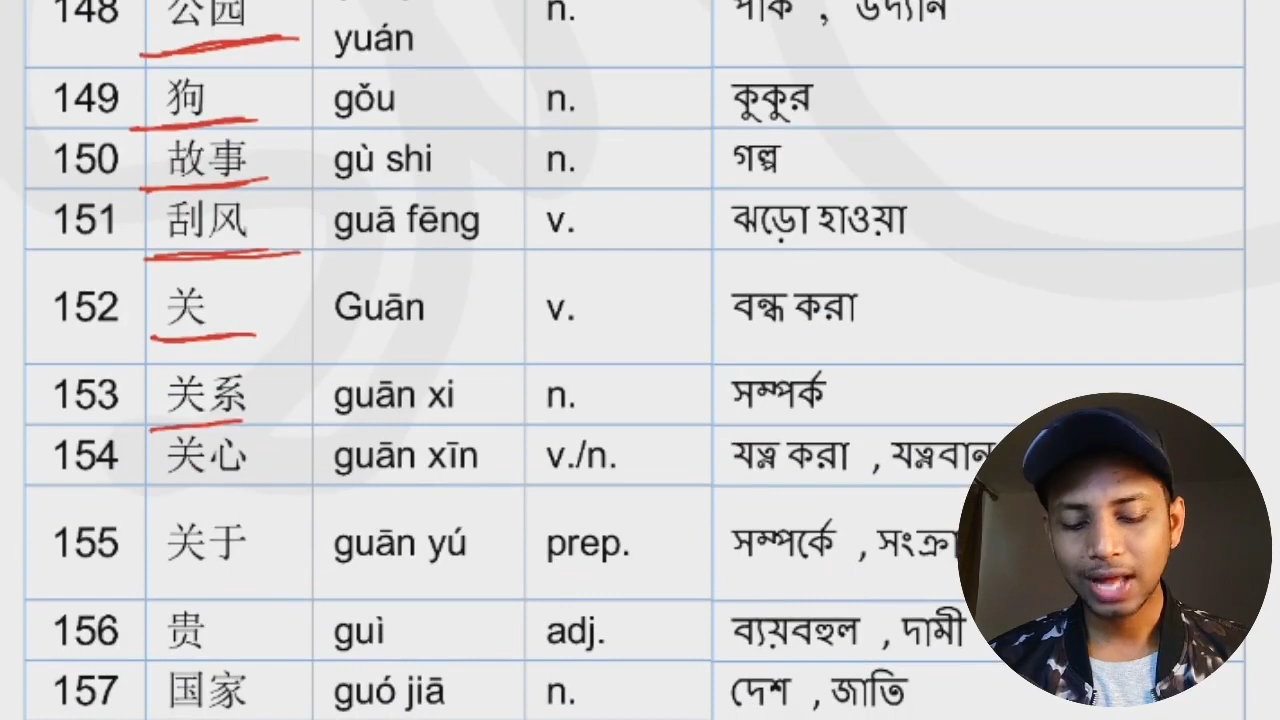 148 公园 n. পার্ক , উদ্যান
yuán
149 狗 gǒu n. কুকুর
150 故事 gù shi n. গল্প
151 刮风 guā fēng v. ঝড়ো হাওয়া
152 关 Guān v. বন্ধ করা
153 关系 guān xi n. সম্পর্ক
154 关心 guān xīn v./n. যত্ন করা , যত্নবান
155 关于 guān yú prep. সম্পর্কে ,
156 贵 guì adj. ব্যয়বহুল , দামী
157 国家 guó jiā n. দেশ , জাতি